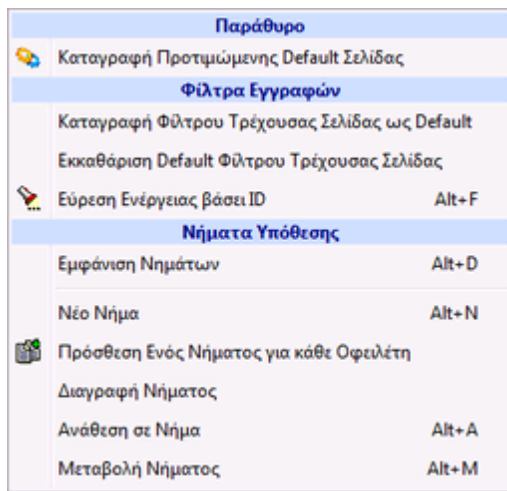 Παράθυρο
Καταγραφή Προτιμώμενης Default Σελίδας
Φίλτρα Εγγραφών
Καταγραφή Φίλτρου Τρέχουσας Σελίδας ως Default
Εκκαθάριση Default Φίλτρου Τρέχουσας Σελίδας
Εύρεση Ενέργειας βάσει ID Alt+F
Νήματα Υπόθεσης
Εμφάνιση Νημάτων Alt+D
Νέο Νήμα Alt+N
Πρόσθεση Ενός Νήματος για κάθε Οφειλέτη
Διαγραφή Νήματος
Ανάθεση σε Νήμα Alt+A
Μεταβολή Νήματος Alt+M